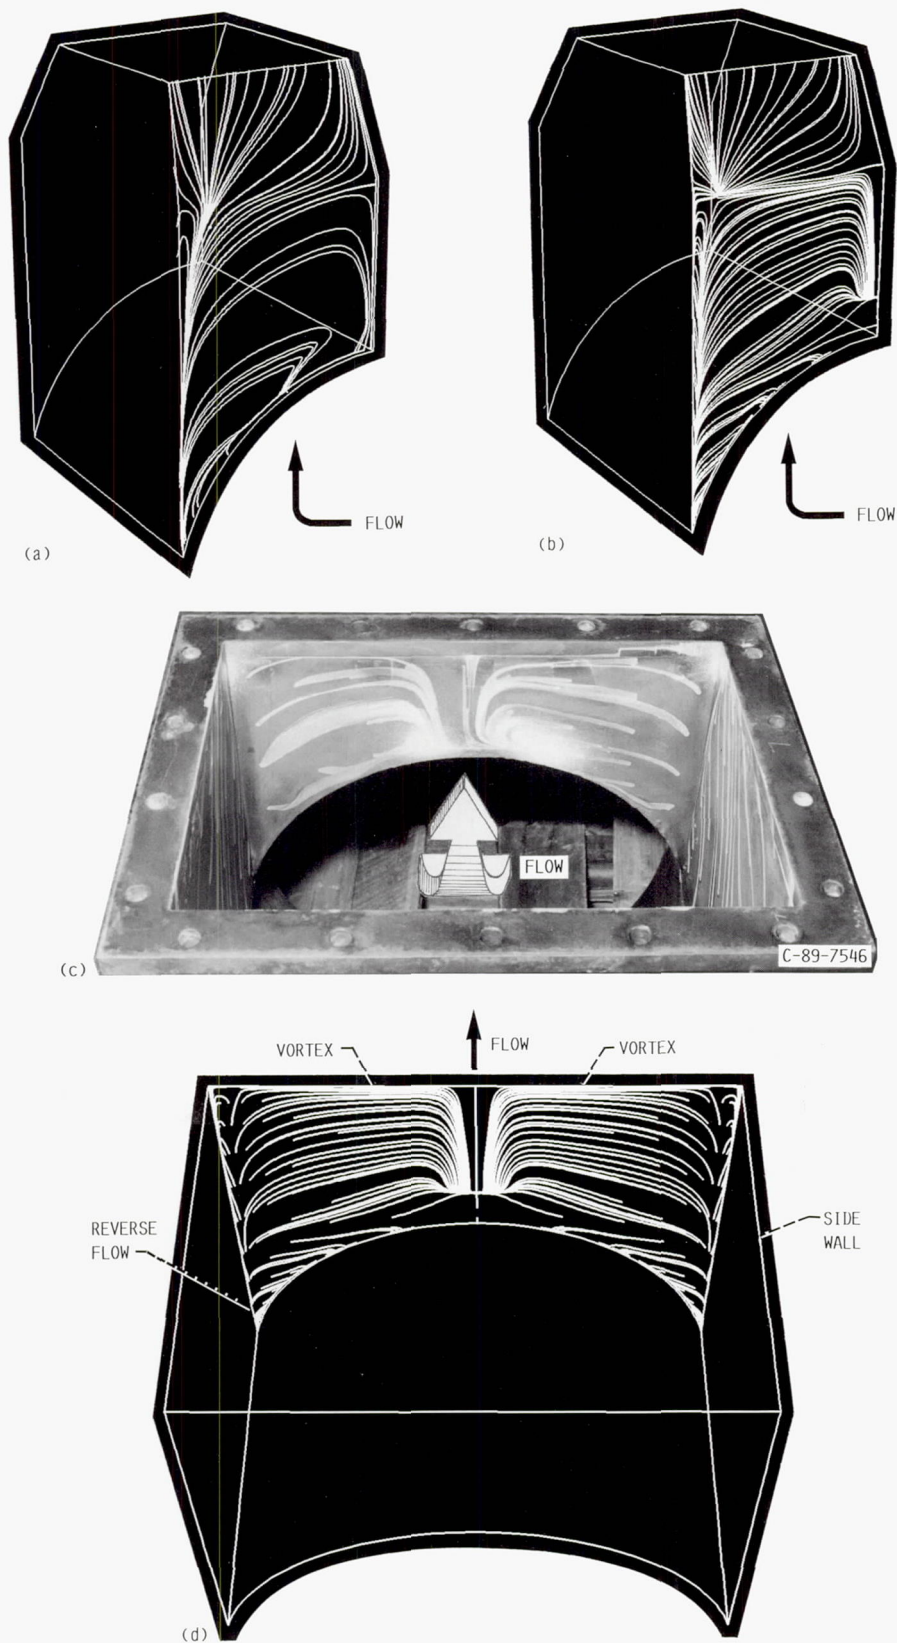 FLOW
(a)
FLOW
(b)
FLOW
C-89-7546
(c)
FLOW
VORTEX
VORTEX
REVERSE
FLOW
SIDE
WALL
(d)